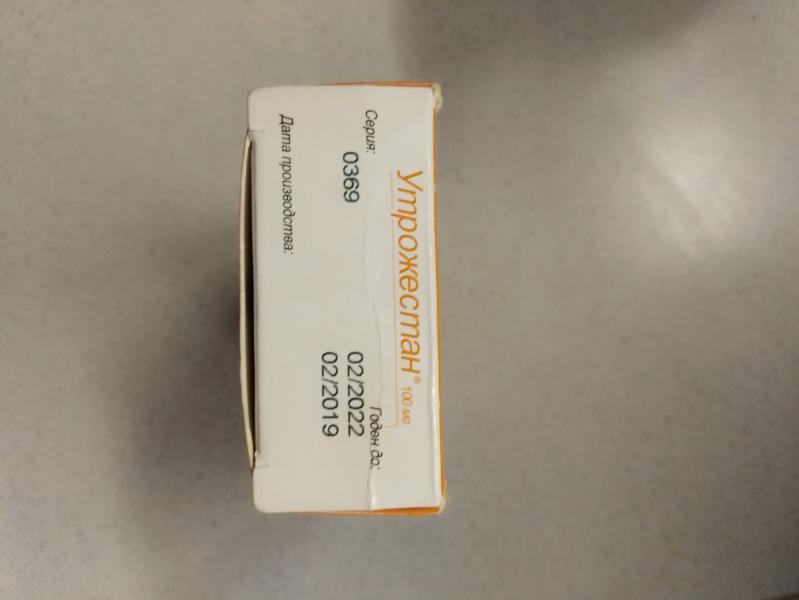 Утрожестан® 100 мг
Серия: Годен до:
0369 02/2022
02/2019
Дата производства: